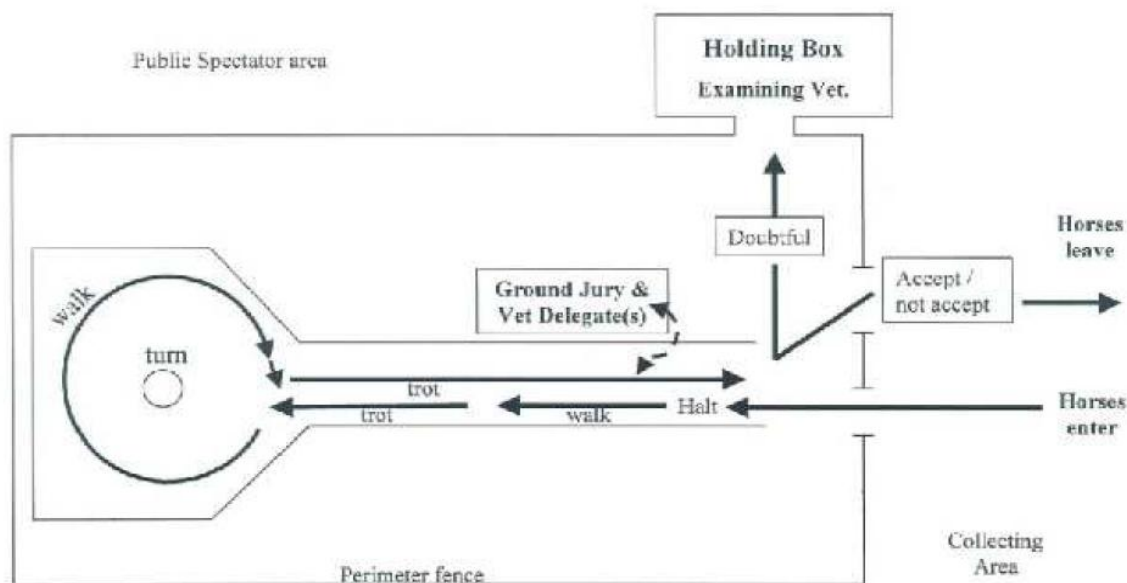 Public Spectator area
Holding Box
Examining Vet.
Doubtful
Horses
leave
Accept /
not accept
Ground Jury &
Vet Delegate(s)
walk
turn
trot
trot
walk
Halt
Horses
enter
Collecting
Area
Perimeter fence